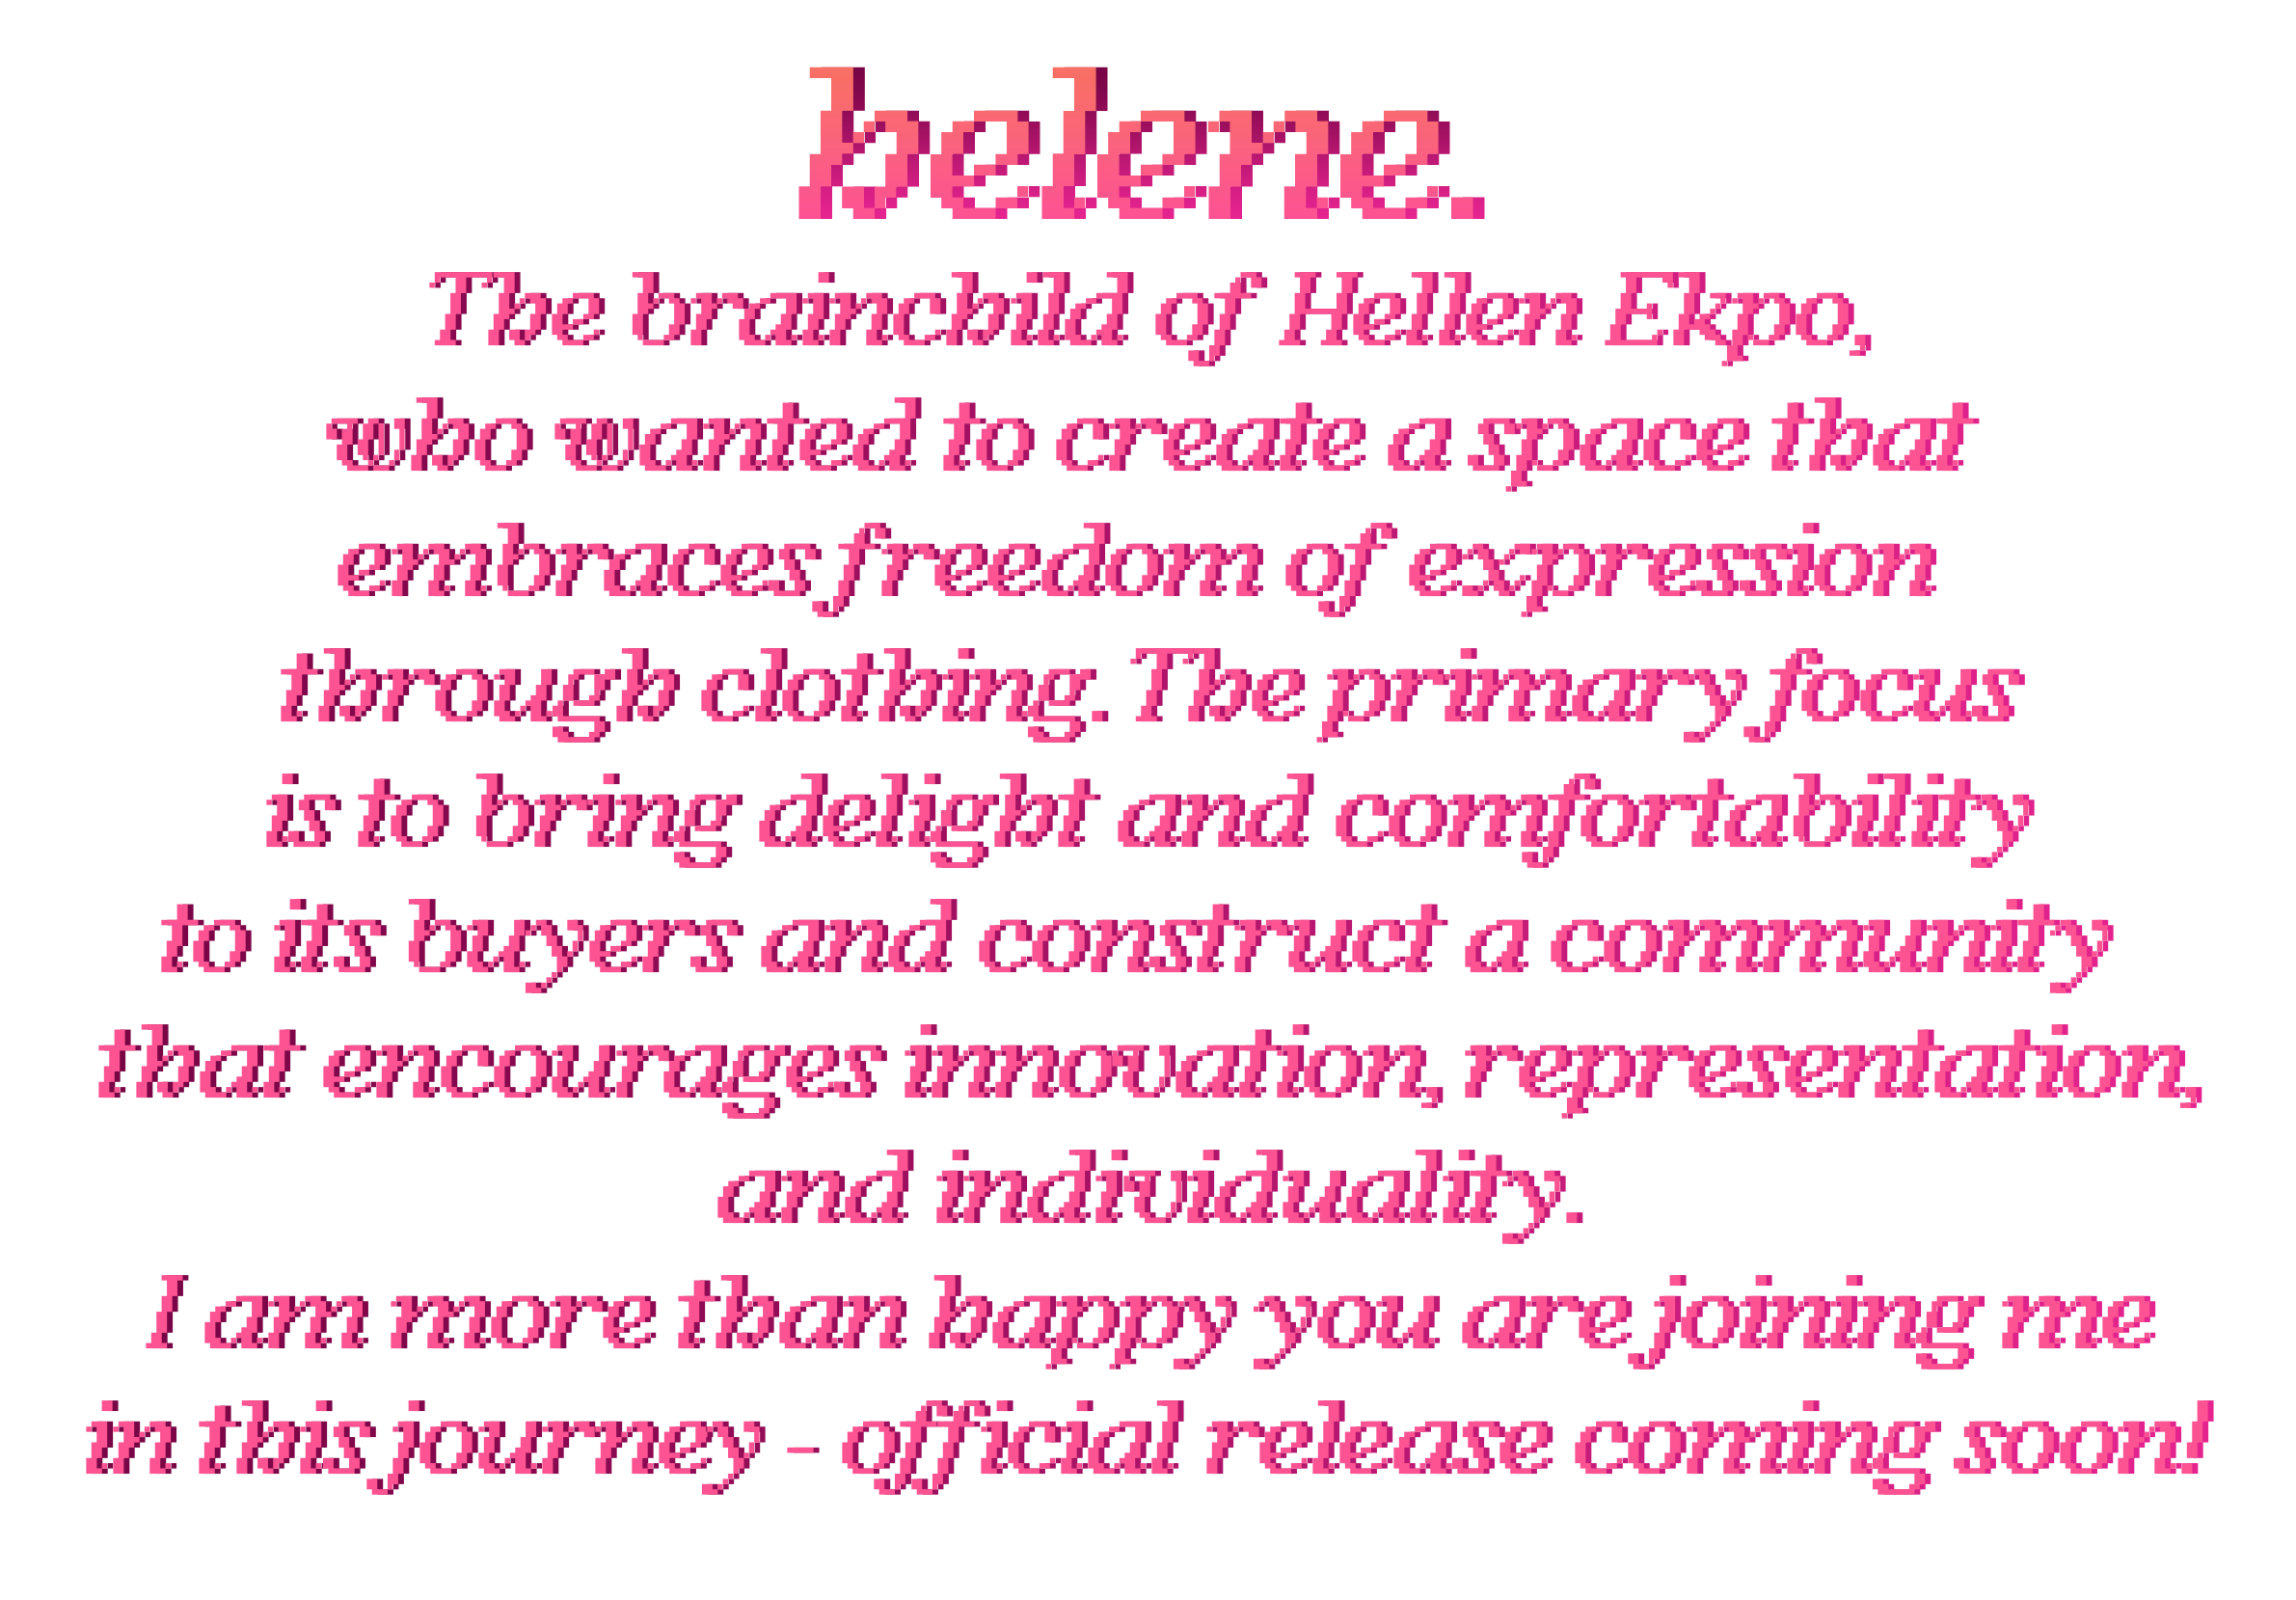 helene.
The brainchild of Hellen Ekpo,
who wanted to create a space that
embraces freedom of expression
through clothing. The primary focus
is to bring delight and comfortability
to its buyers and construct a community
that encourages innovation, representation,
and individuality.
I am more than happy you are joining me
in this journey - official release coming soon!